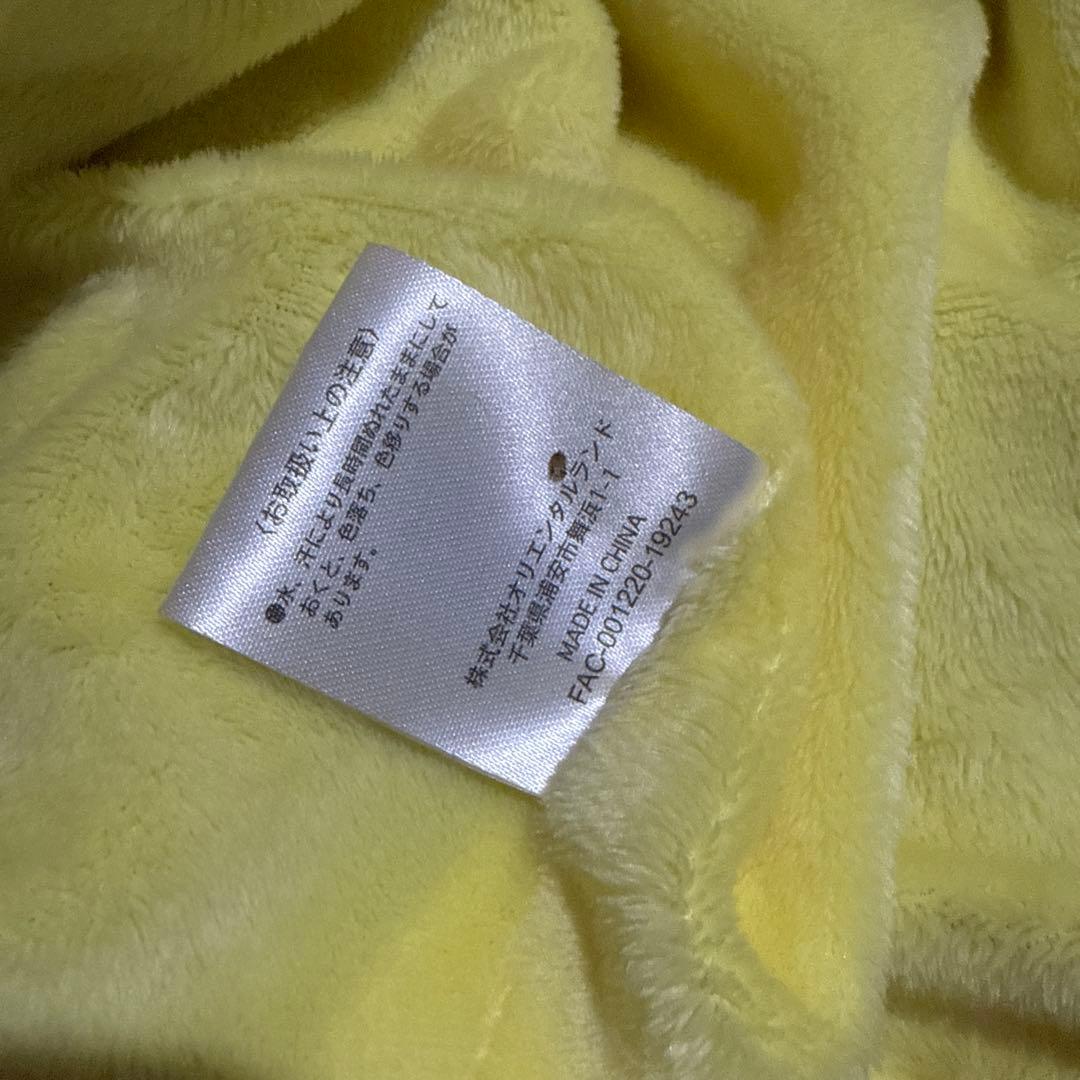 〈お取扱い上の注意〉
●水、汗により長時間ぬれたままにして
おくと、色落ち、色移りする場合が
あります。
株式会社オリエンタルランド
千葉県浦安市舞浜1-1
MADE IN CHINA
FAC-001220-19243